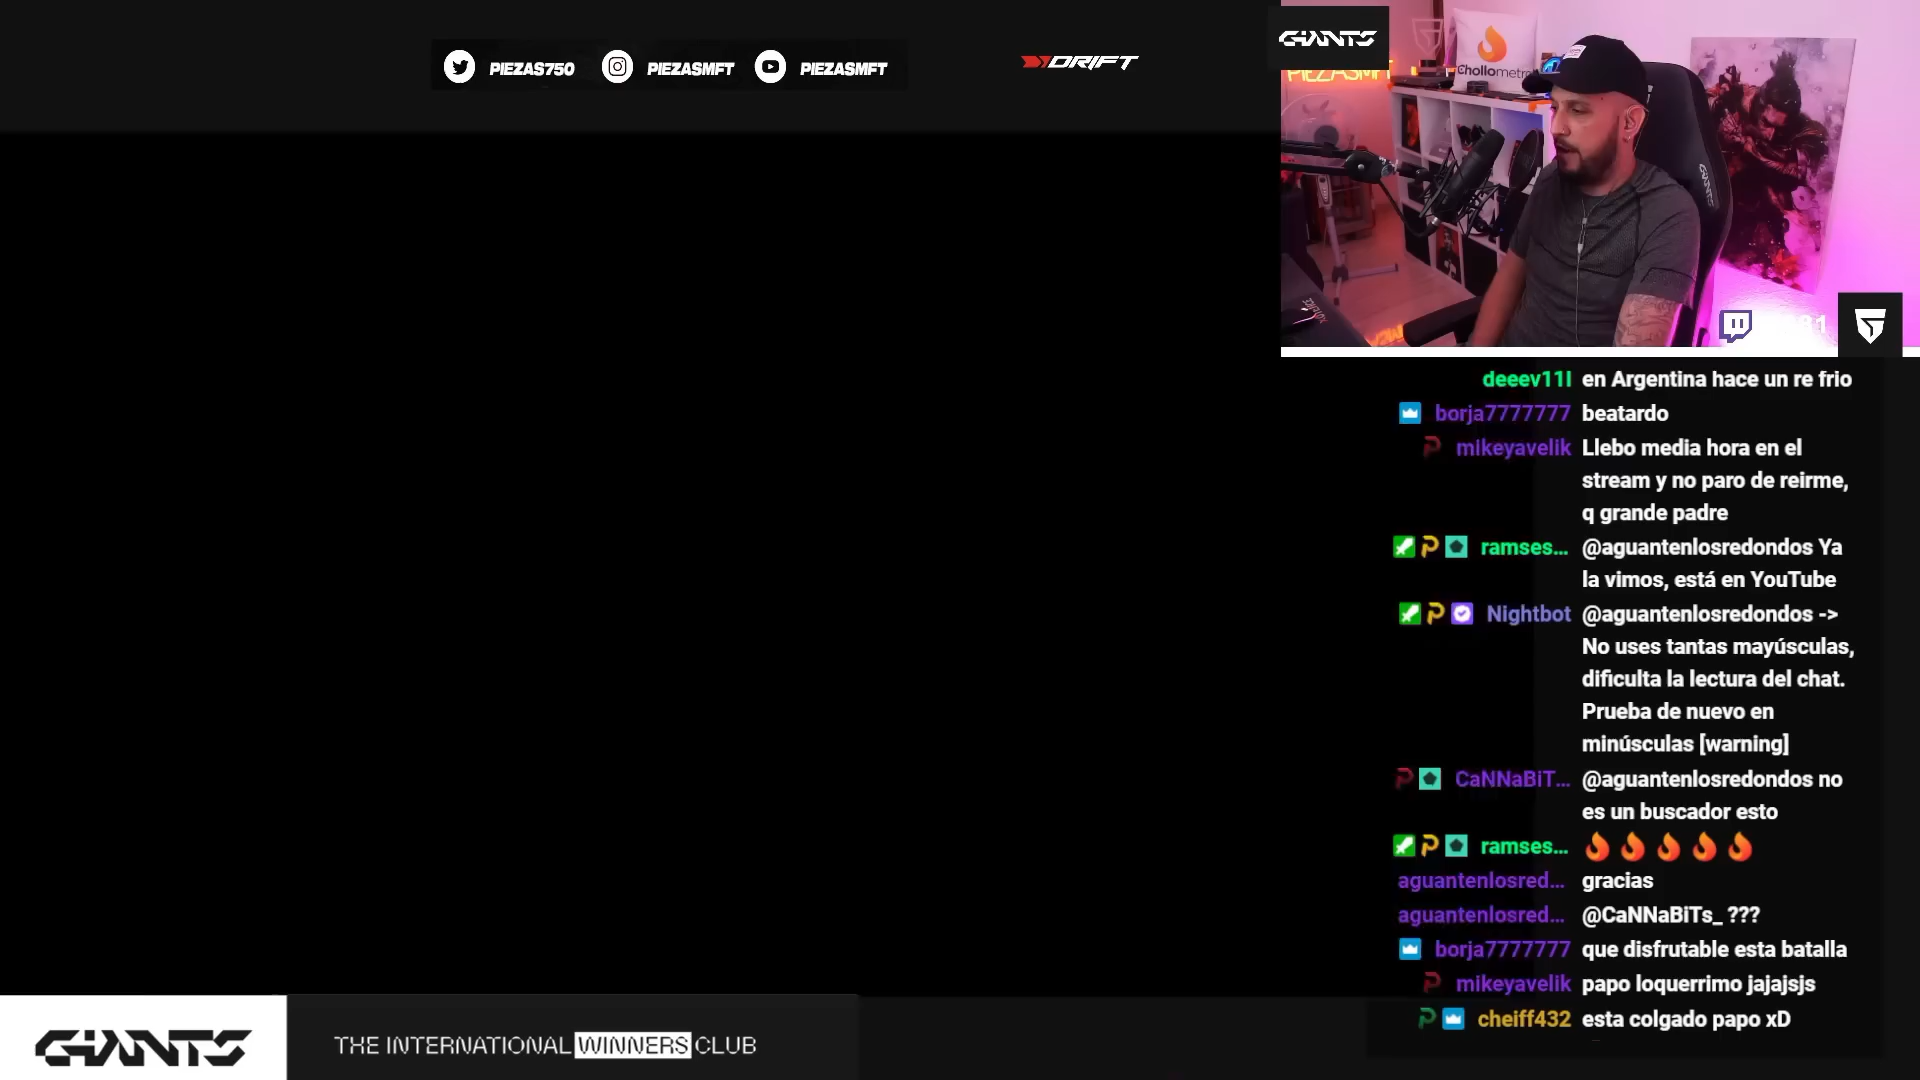 PIEZAS750
PIEZASMFT
PIEZASMFT
DRIFT
GIANTS
PIEZASMFT
Chollometro
GIANTS
deeev11l en Argentina hace un re frio
borja7777777 beatardo
mikeyavelik Llebo media hora en el
stream y no paro de reirme,
q grande padre
ramses... @aguantenlosredondos Ya
la vimos, está en YouTube
Nightbot @aguantenlosredondos ->
No uses tantas mayúsculas,
dificulta la lectura del chat.
Prueba de nuevo en
minúsculas [warning]
CaNNaBiT... @aguantenlosredondos no
es un buscador esto
ramses... 🔥🔥🔥🔥🔥
aguantenlosred... gracias
aguantenlosred... @CaNNaBiTs_ ???
borja7777777 que disfrutable esta batalla
mikeyavelik papo loquerrimo jajajsjs
cheiff432 esta colgado papo xD
GIANTS
THE INTERNATIONAL WINNERS CLUB